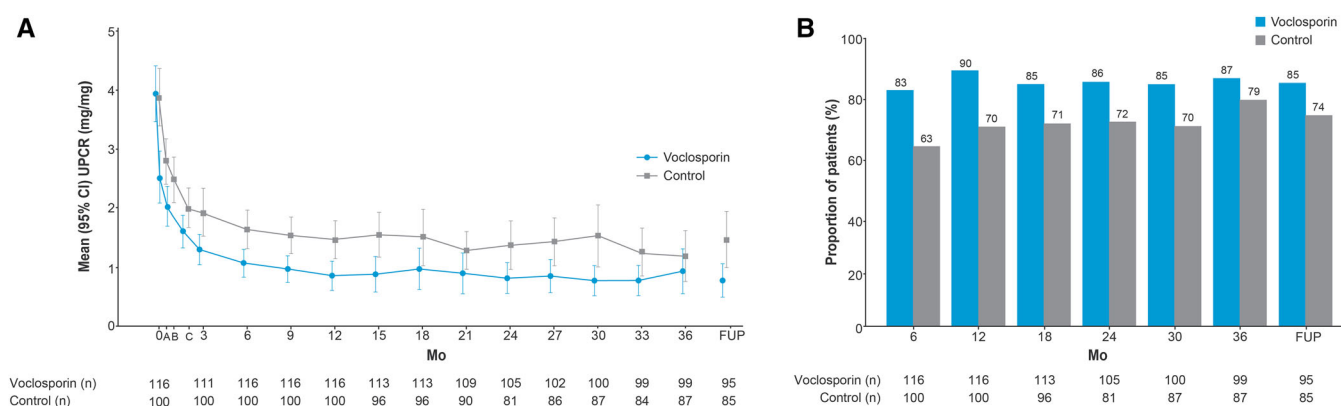 A
Mean (95% CI) UPCR (mg/mg)
5
4
3
2
1
0
Voclosporin
Control
0 A B C 3 6 9 12 15 18 21 24 27 30 33 36 FUP
Mo
Voclosporin (n) 116 111 116 116 116 113 113 109 105 102 100 99 99 95
Control (n) 100 100 100 100 100 96 96 90 81 86 87 84 87 85
B
Voclosporin
Control
Proportion of patients (%)
100
80
60
40
20
0
83 63 90 70 85 71 86 72 85 70 87 79 85 74
6 12 18 24 30 36 FUP
Mo
Voclosporin (n) 116 116 113 105 100 99 95
Control (n) 100 100 96 81 87 87 85